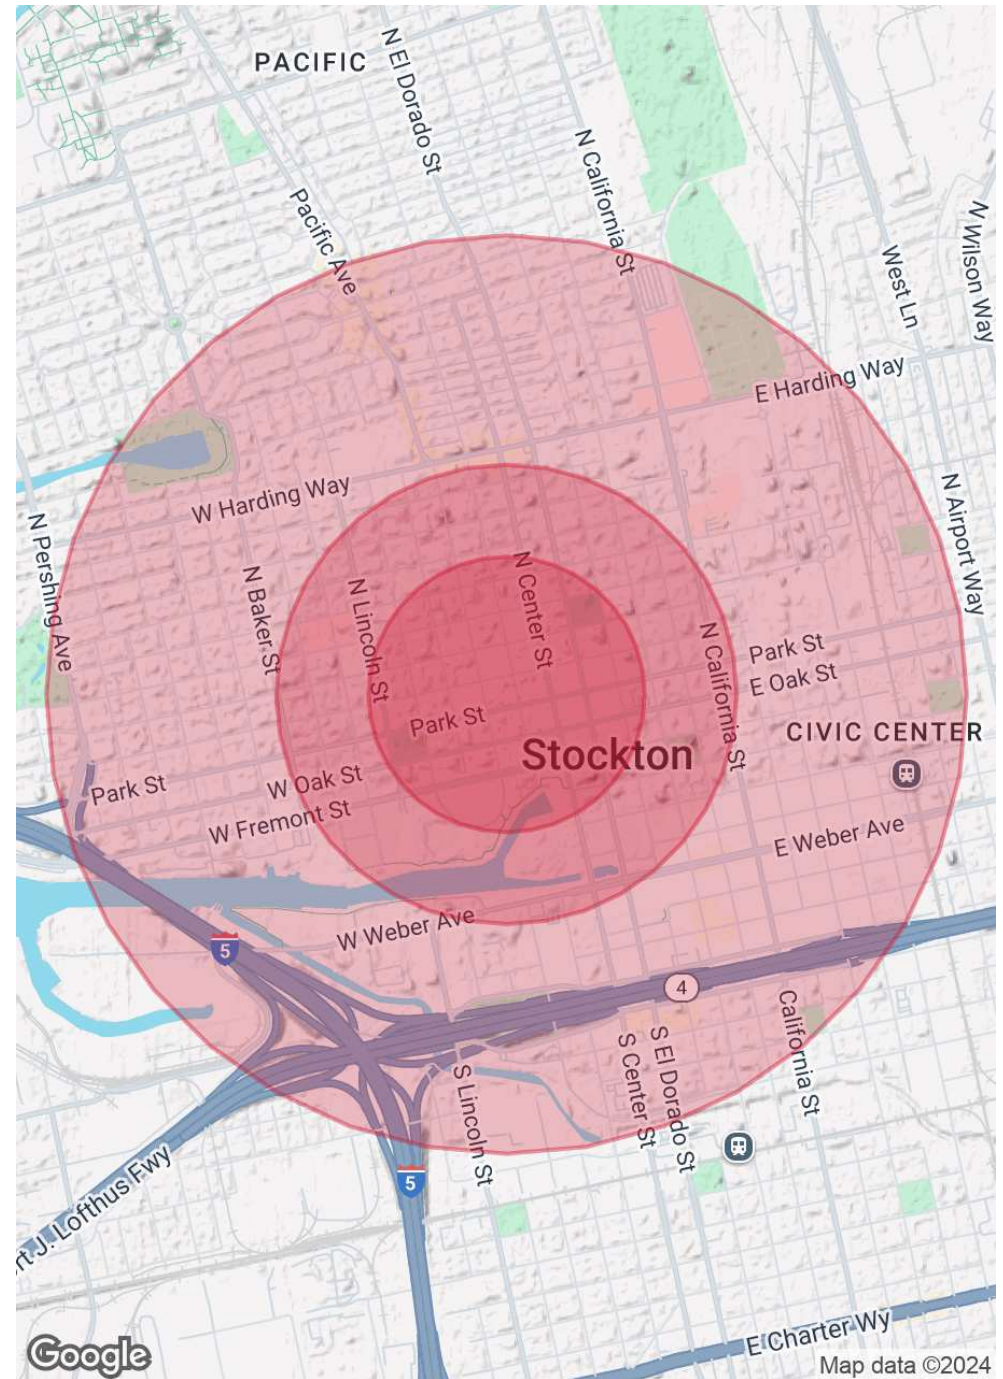 PACIFIC
N El Dorado St
N California St
Pacific Ave
West Ln
N Wilson Way
E Harding Way
W Harding Way
N Pershing Ave
N Baker St
N Lincoln St
N Center St
N Airport Way
N California St
Park St
E Oak St
Park St
CIVIC CENTER
Stockton
Park St
W Oak St
W Fremont St
E Weber Ave
W Weber Ave
5
4
California St
S El Dorado St
S Center St
S Lincoln St
5
rt J. Lofthus Fwy
E Charter Wy
Google
Map data ©2024